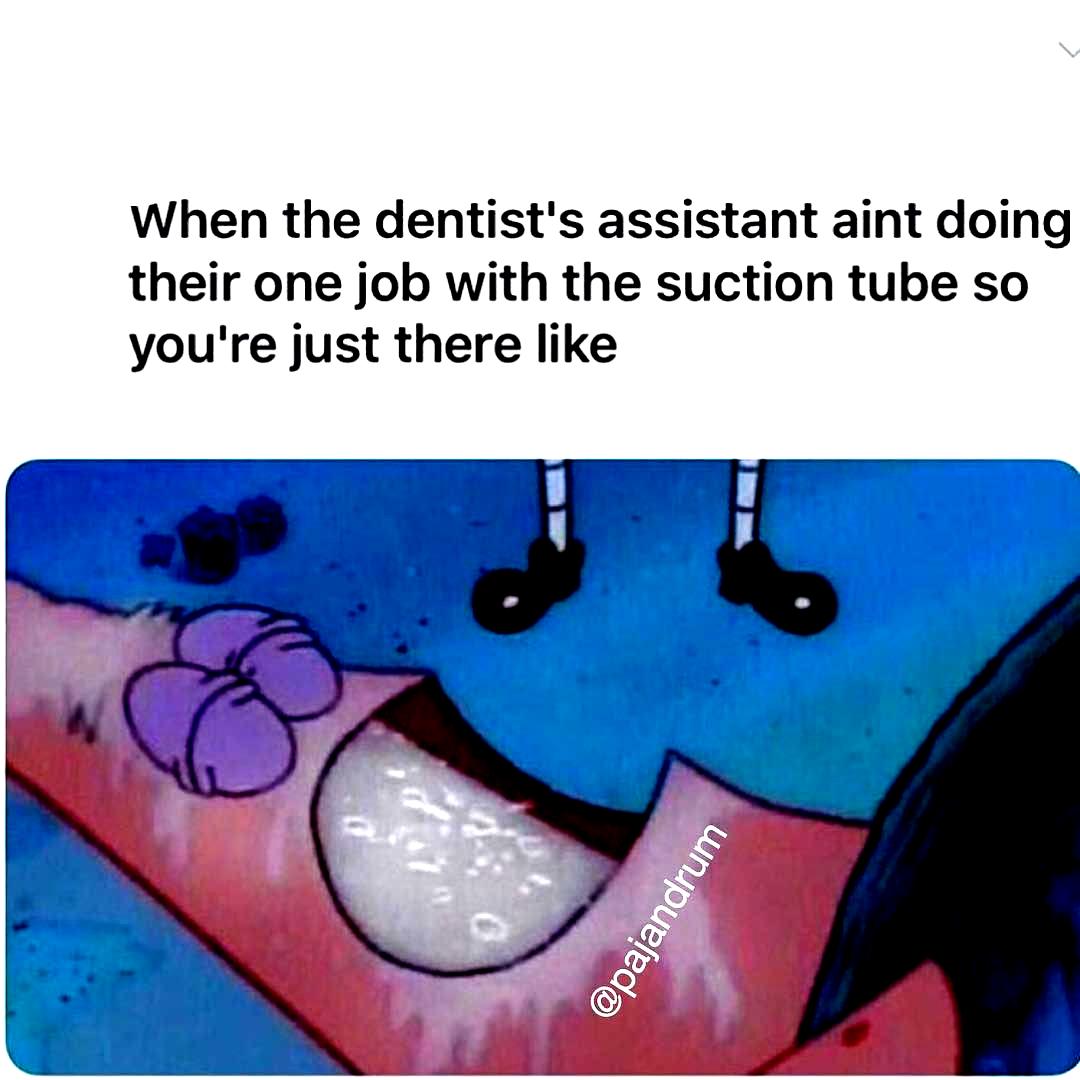 When the dentist's assistant aint doing
their one job with the suction tube so
you're just there like
@pajandrum